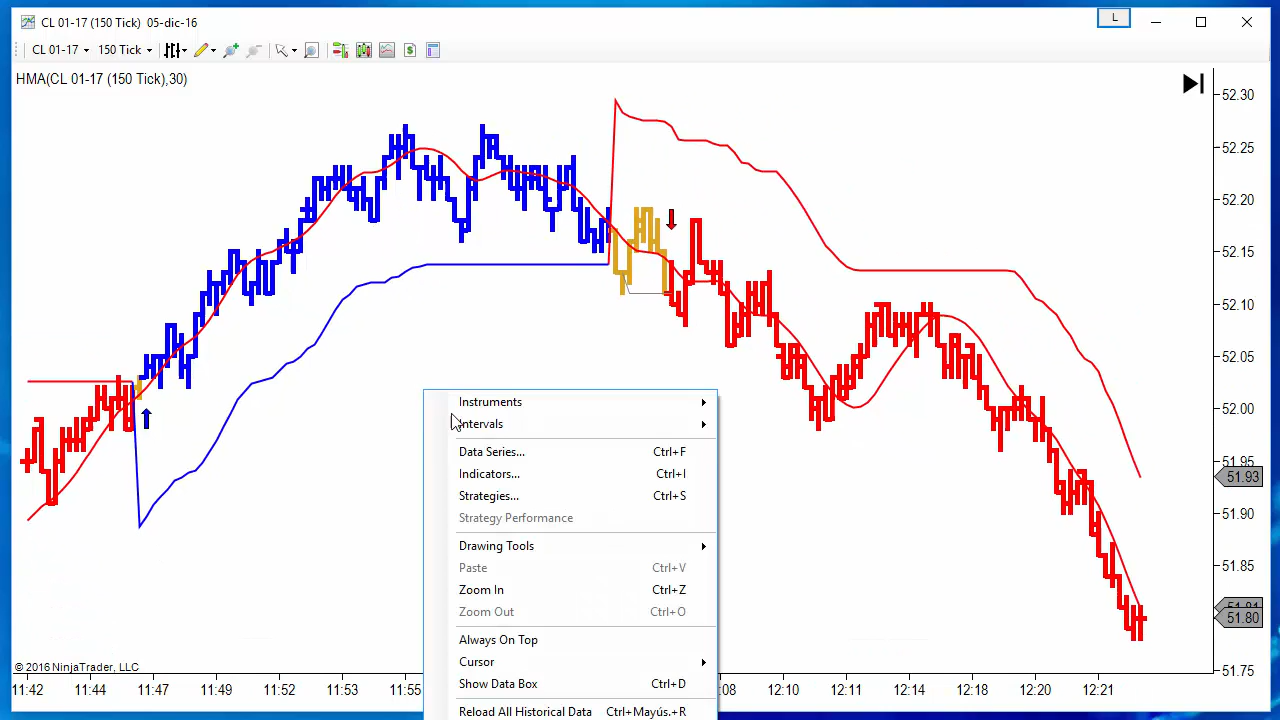 CL 01-17 (150 Tick) 05-dic-16
L
CL 01-17 150 Tick
HMA(CL 01-17 (150 Tick),30)
52.30
52.25
52.20
52.15
52.10
52.05
52.00
51.95
51.93
51.90
51.85
51.81
51.80
51.75
Instruments
Intervals
Data Series... Ctrl+F
Indicators... Ctrl+I
Strategies... Ctrl+S
Strategy Performance
Drawing Tools
Paste Ctrl+V
Zoom In Ctrl+Z
Zoom Out Ctrl+O
Always On Top
Cursor
Show Data Box Ctrl+D
Reload All Historical Data Ctrl+Mayús.+R
© 2016 NinjaTrader, LLC
11:42 11:44 11:47 11:49 11:51 11:53 11:55 :08 12:10 12:11 12:14 12:18 12:20 12:21